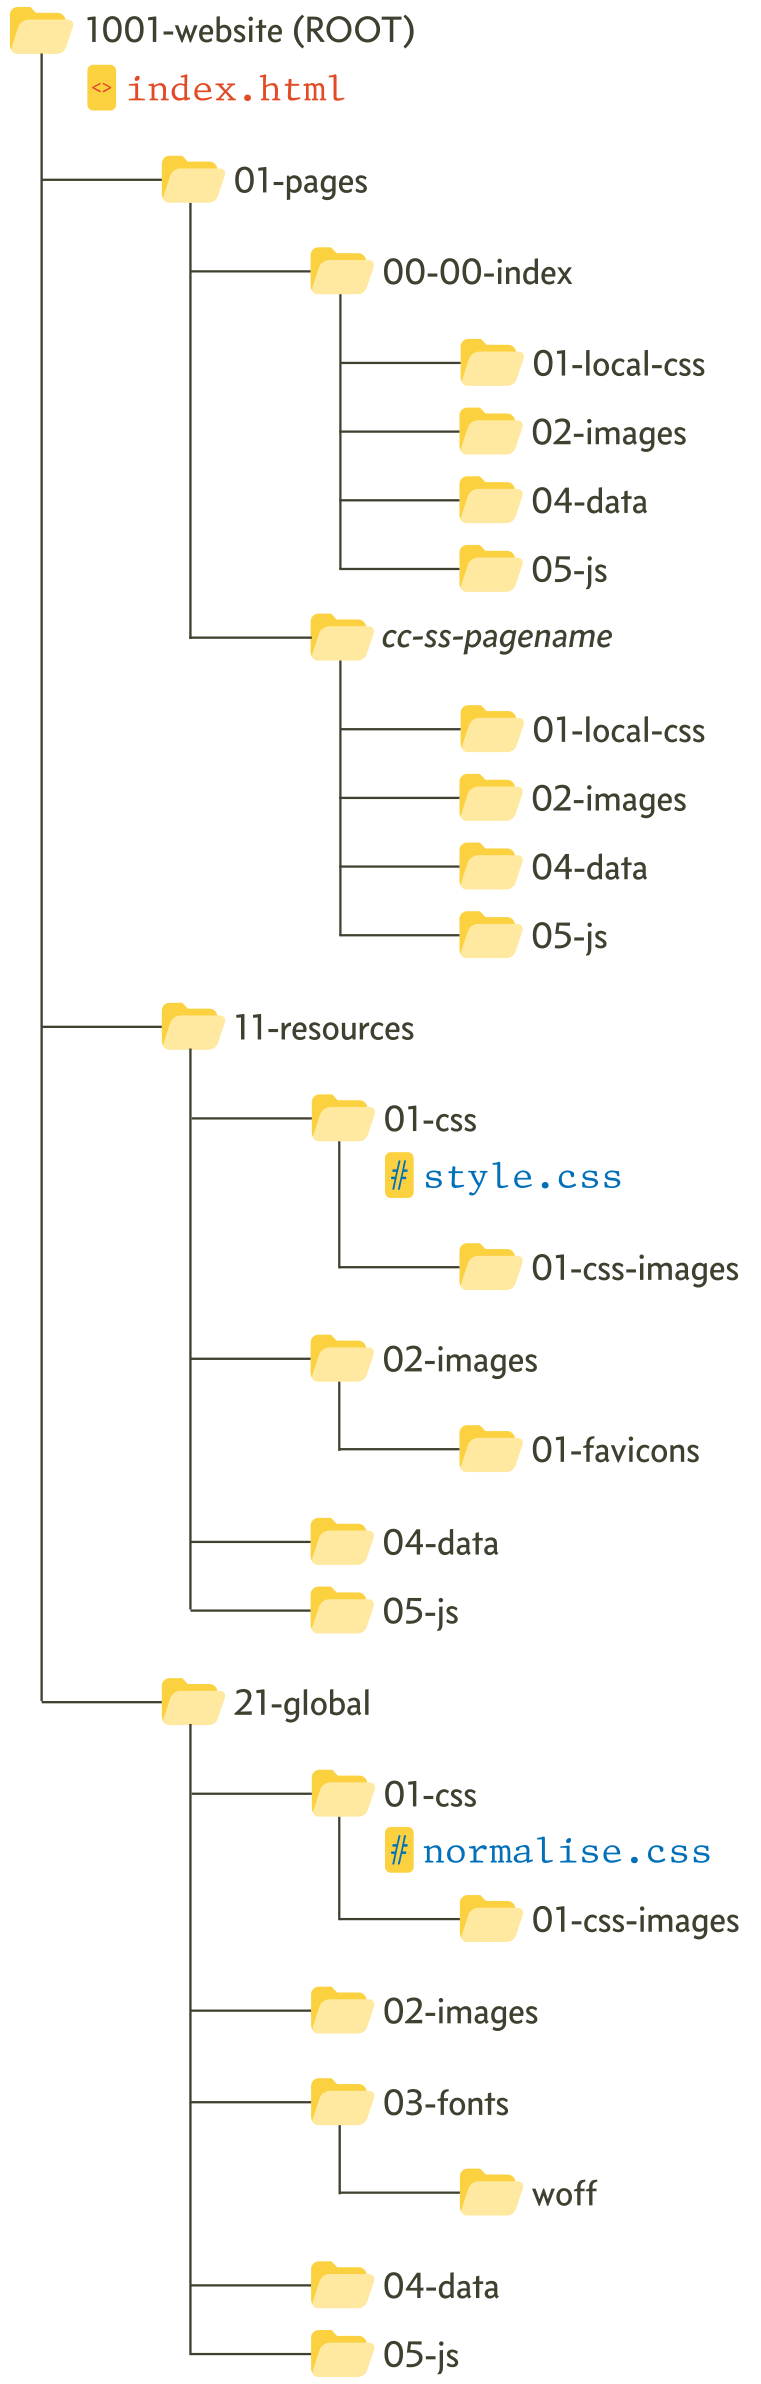 1001-website (ROOT)
<> index.html
01-pages
00-00-index
01-local-css
02-images
04-data
05-js
cc-ss-pagename
01-local-css
02-images
04-data
05-js
11-resources
01-css
# style.css
01-css-images
02-images
01-favicons
04-data
05-js
21-global
01-css
# normalise.css
01-css-images
02-images
03-fonts
woff
04-data
05-js